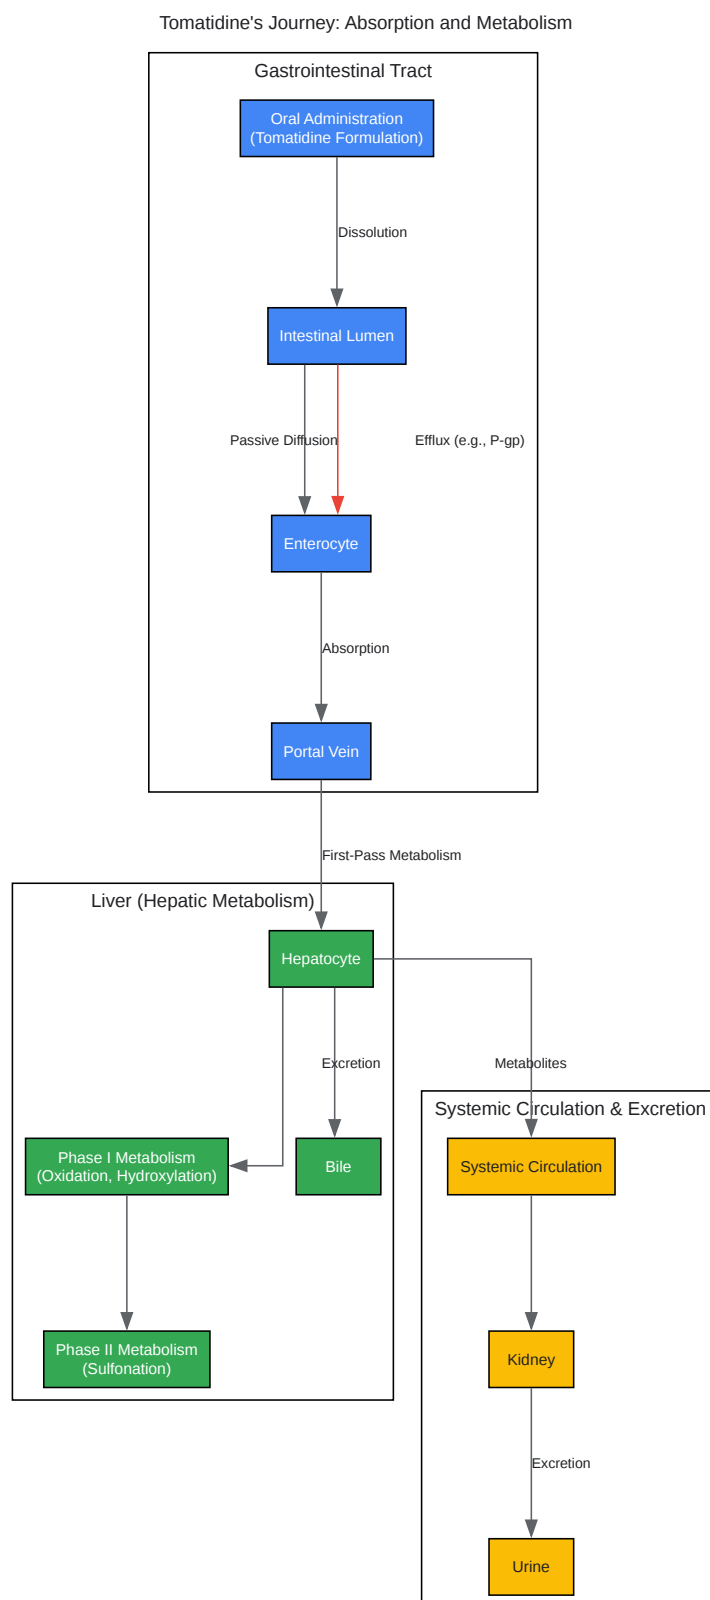 Tomatidine's Journey: Absorption and Metabolism
Gastrointestinal Tract
Oral Administration
(Tomatidine Formulation)
Dissolution
Intestinal Lumen
Passive Diffusion
Efflux (e.g., P-gp)
Enterocyte
Absorption
Portal Vein
First-Pass Metabolism
Liver (Hepatic Metabolism)
Hepatocyte
Excretion
Metabolites
Systemic Circulation & Excretion
Phase I Metabolism
(Oxidation, Hydroxylation)
Bile
Systemic Circulation
Phase II Metabolism
(Sulfonation)
Kidney
Excretion
Urine